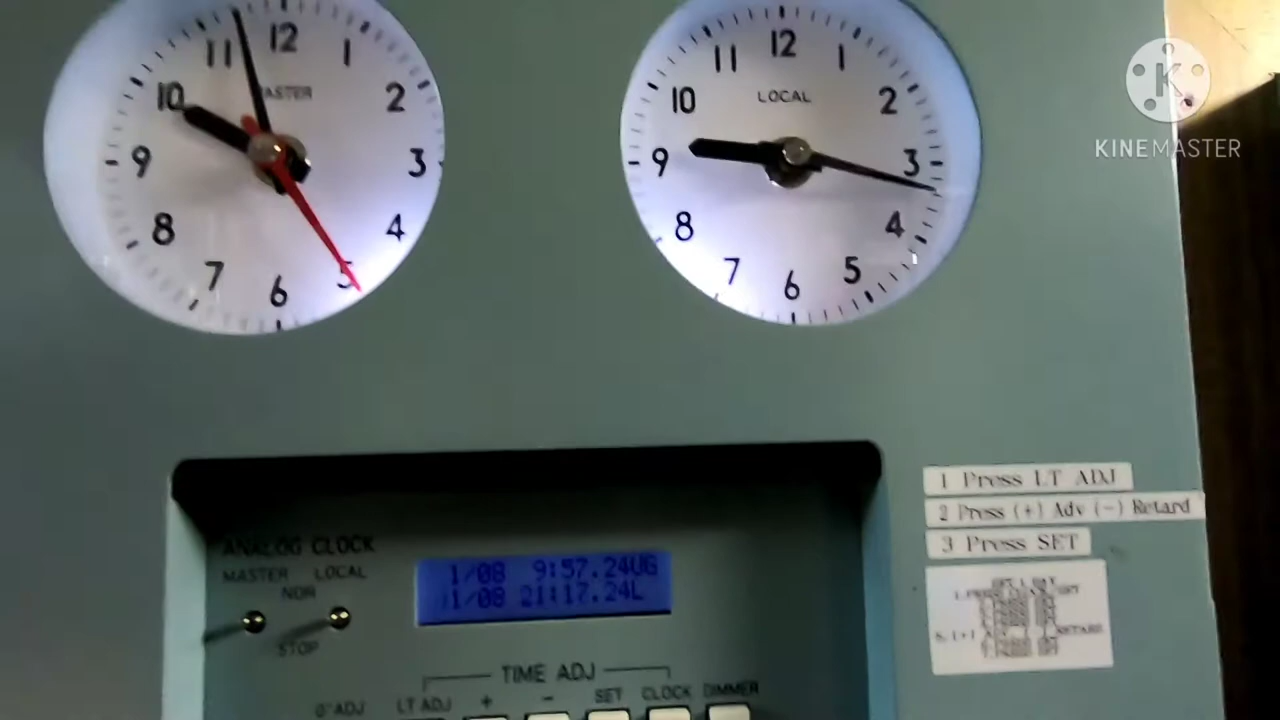 12
11
1
10
MASTER
2
9
3
8
4
7
5
6
12
11
1
10
LOCAL
2
9
3
8
4
7
5
6
KINEMASTER
1 Press LT ADJ
2 Press (+) Adv (-) Retard
3 Press SET
ANALOG CLOCK
MASTER LOCAL
NOR
STOP
1/08 9:57.24UG
1/08 21:17.24L
TIME ADJ
0"ADJ LT ADJ + - SET CLOCK DIMMER
RETARD